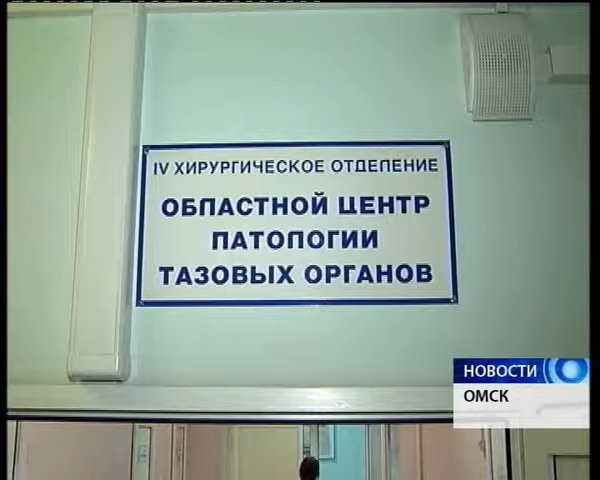 IV ХИРУРГИЧЕСКОЕ ОТДЕЛЕНИЕ
ОБЛАСТНОЙ ЦЕНТР
ПАТОЛОГИИ
ТАЗОВЫХ ОРГАНОВ
НОВОСТИ
ОМСК